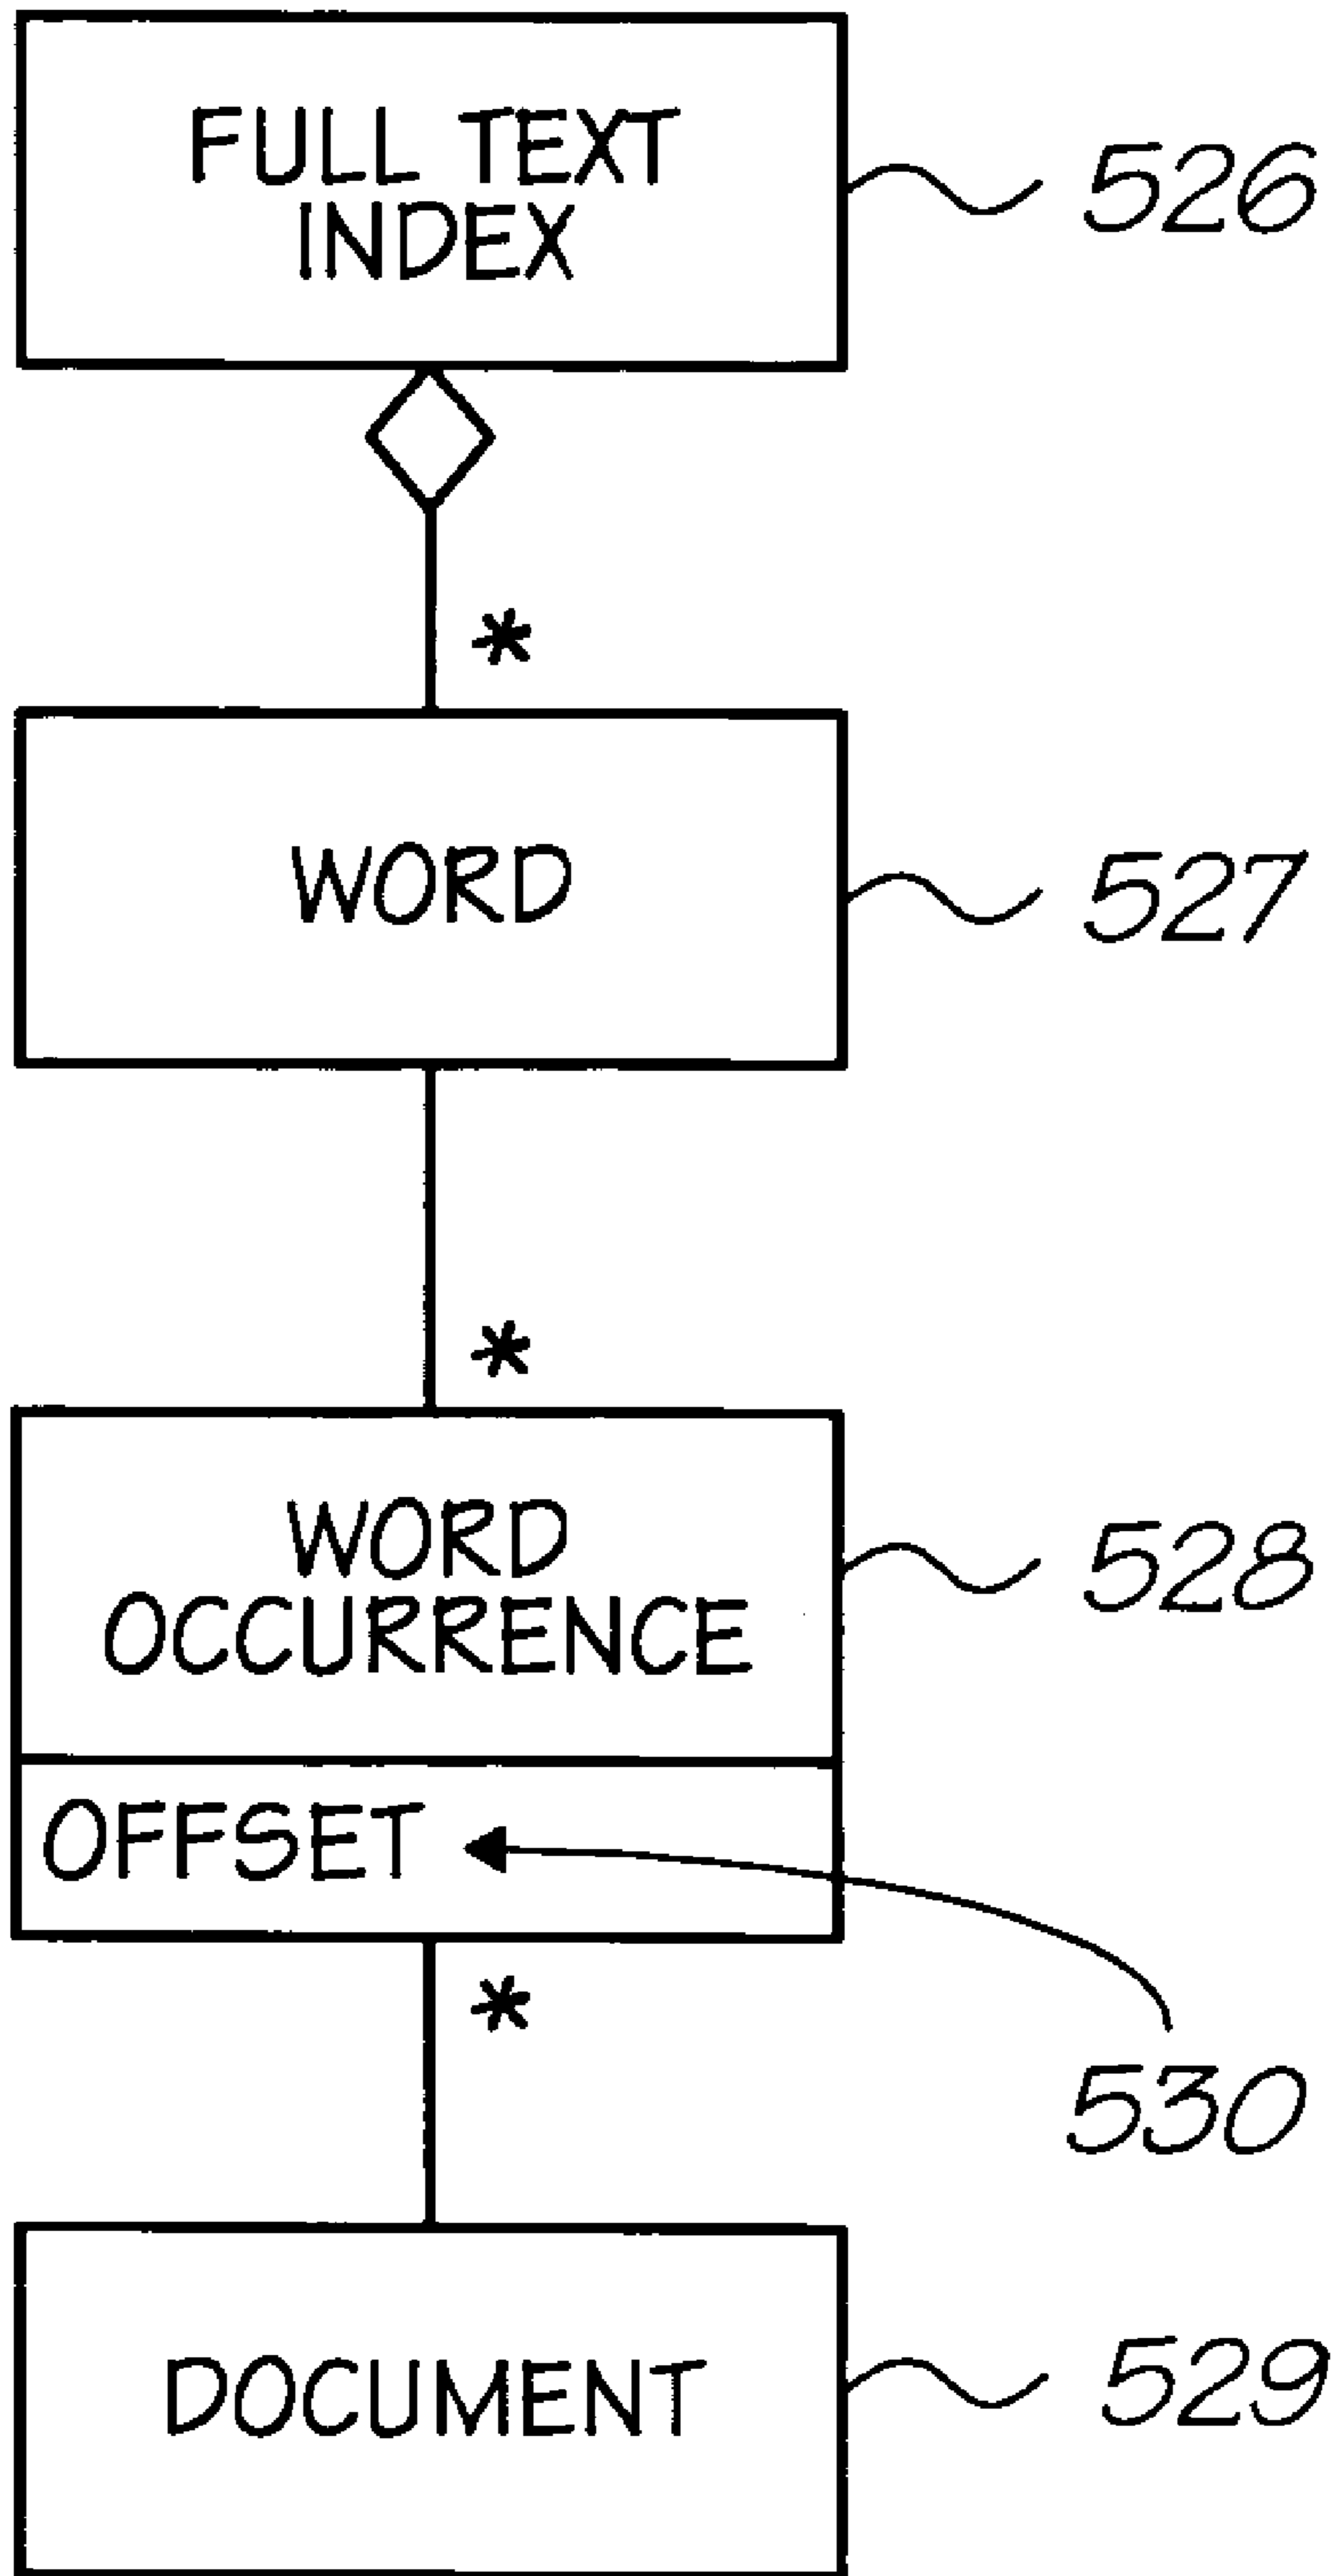 FULL TEXT
INDEX
526
*
WORD
527
*
WORD
OCCURRENCE
528
OFFSET
*
530
DOCUMENT
529